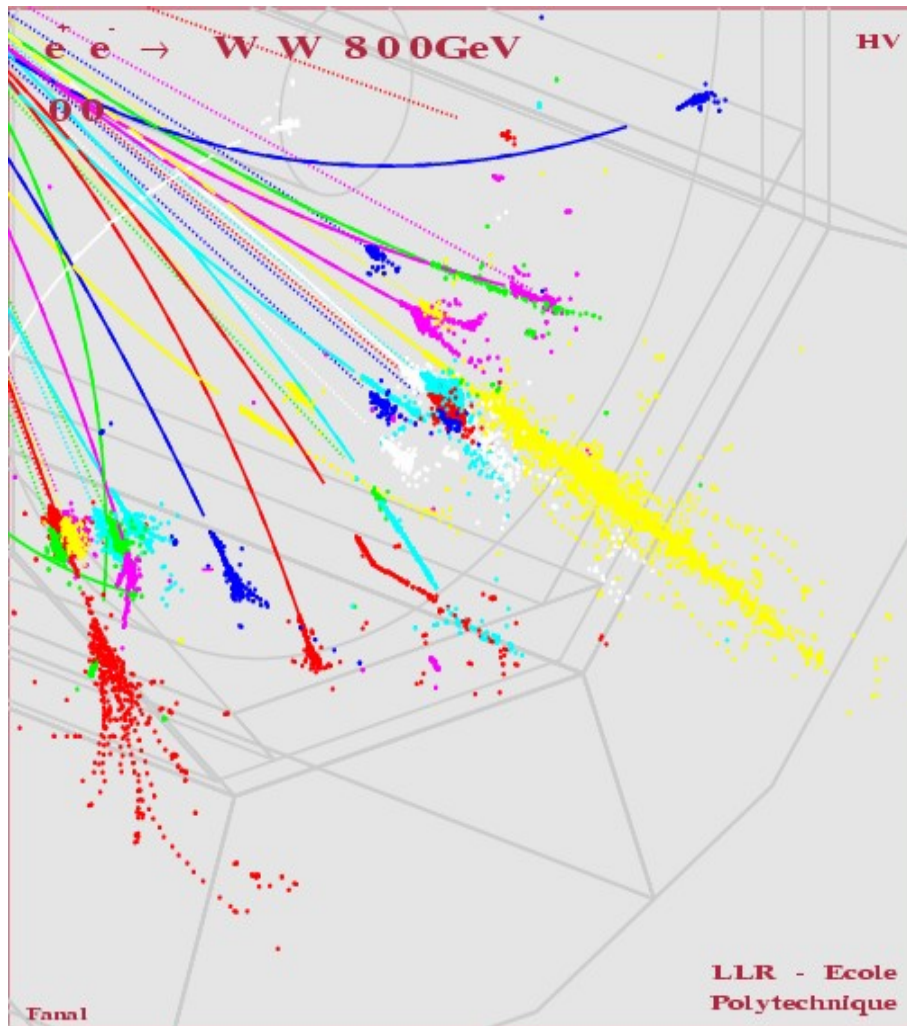 e⁺ e⁻ → W W 800GeV
HV
00
LLR - Ecole
Polytechnique
Fanal